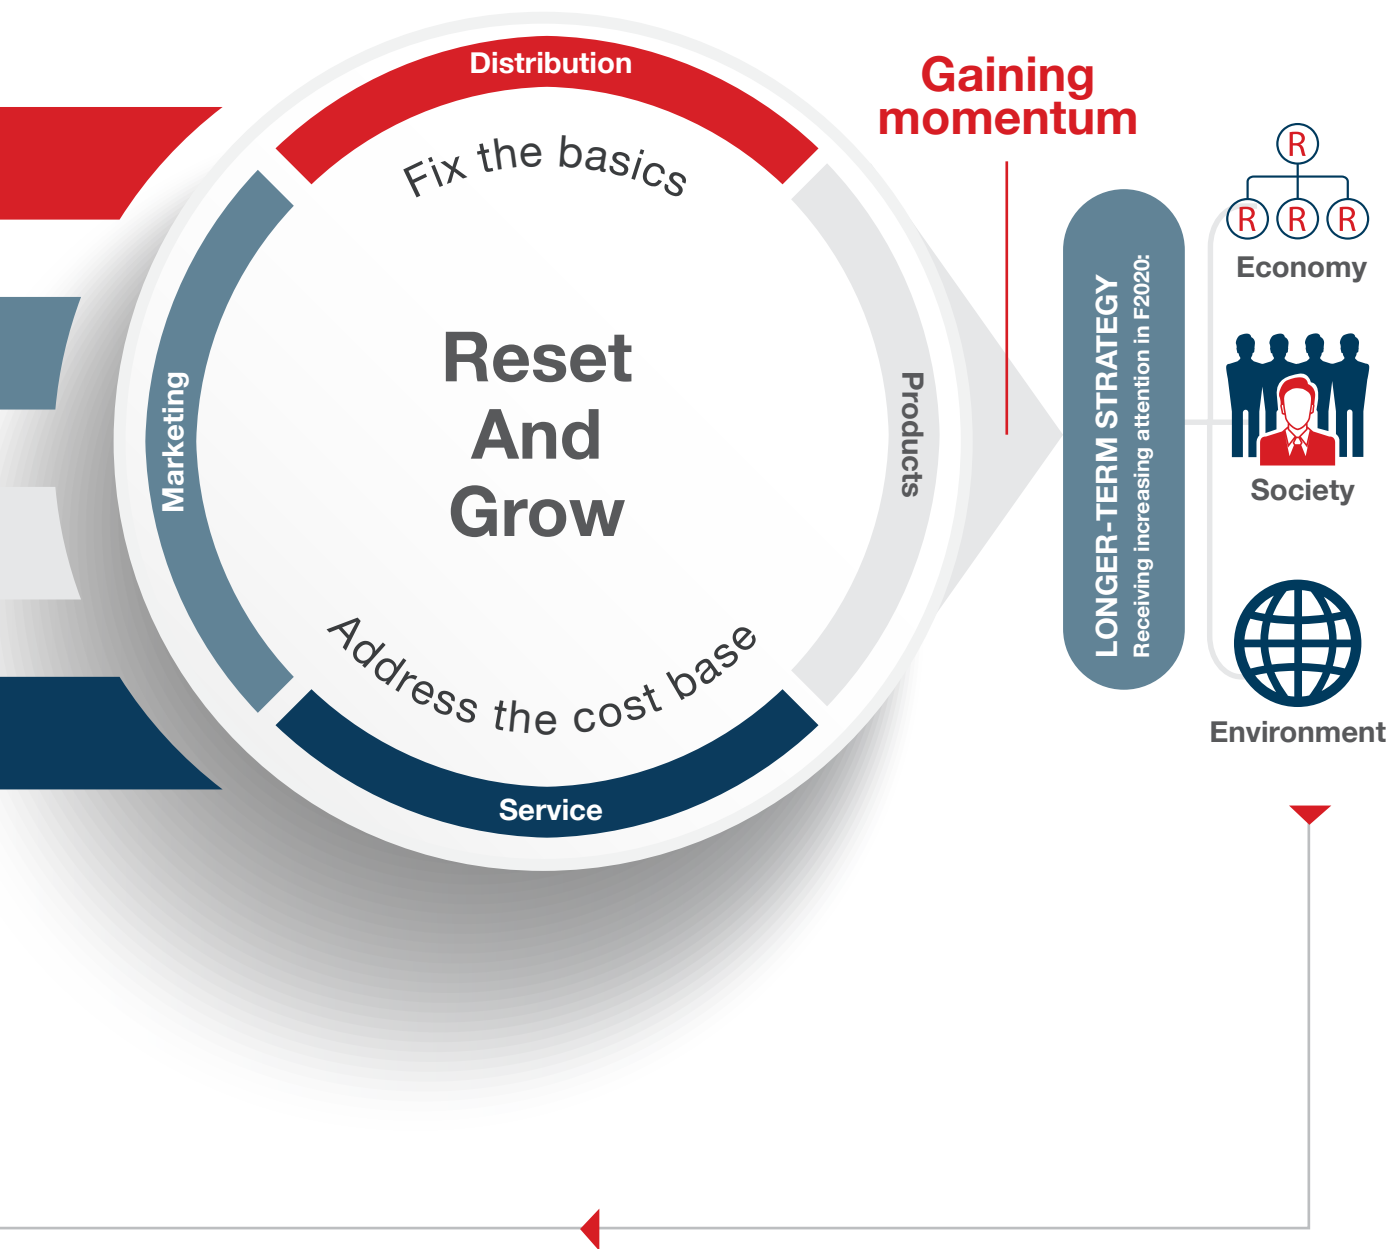 Distribution
Fix the basics
Marketing
Reset
And
Grow
Products
Address the cost base
Service
Gaining
momentum
LONGER-TERM STRATEGY
Receiving increasing attention in F2020:
R
R R R
Economy
Society
Environment